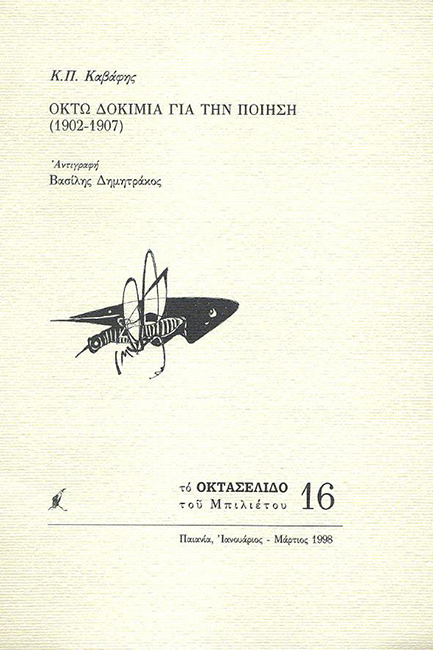 Κ.Π. Καβάφης
ΟΚΤΩ ΔΟΚΙΜΙΑ ΓΙΑ ΤΗΝ ΠΟΙΗΣΗ
(1902-1907)
Ἀντιγραφή
Βασίλης Δημητράκος
τό ΟΚΤΑΣΕΛΙΔΟ
τοῦ Μπιλιέτου 16
Παιανία, Ἰανουάριος - Μάρτιος 1998